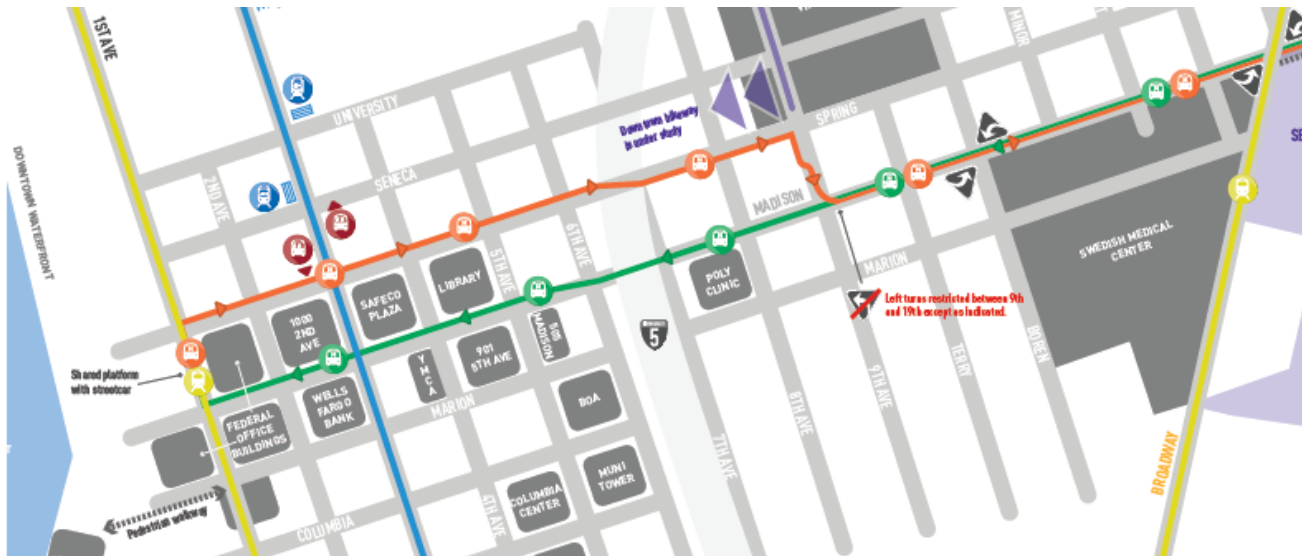 1ST AVE
MINOR
UNIVERSITY
SPRING
Downtown bikeway
is under study
SE
DOWNTOWN WATERFRONT
2ND AVE
SENECA
MADISON
5TH AVE
6TH AVE
LIBRARY
SAFECO
PLAZA
1000
2ND
AVE
POLY
CLINIC
MARION
SWEDISH MEDICAL
CENTER
Left turns restricted between 9th
and 19th except as indicated.
505
MADISON
5
901
5TH AVE
YMCA
Shared platform
with streetcar
WELLS
FARGO
BANK
MARION
BOA
FEDERAL
OFFICE
BUILDINGS
TERRY
BOREN
9TH AVE
8TH AVE
7TH AVE
BROADWAY
MUNI
TOWER
COLUMBIA
CENTER
4TH AVE
Pedestrian walkway
COLUMBIA